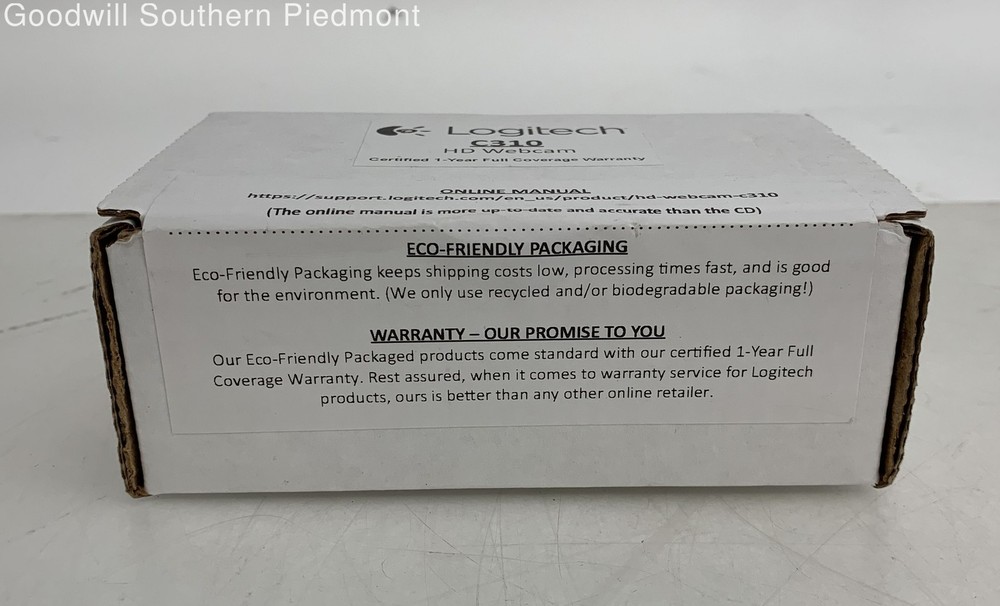 Goodwill Southern Piedmont
Logitech
C310
HD Webcam
Certified 1-Year Full Coverage Warranty
ONLINE MANUAL
https://support.logitech.com/en_us/product/hd-webcam-c310
(The online manual is more up-to-date and accurate than the CD)
ECO-FRIENDLY PACKAGING
Eco-Friendly Packaging keeps shipping costs low, processing times fast, and is good
for the environment. (We only use recycled and/or biodegradable packaging!)
WARRANTY – OUR PROMISE TO YOU
Our Eco-Friendly Packaged products come standard with our certified 1-Year Full
Coverage Warranty. Rest assured, when it comes to warranty service for Logitech
products, ours is better than any other online retailer.